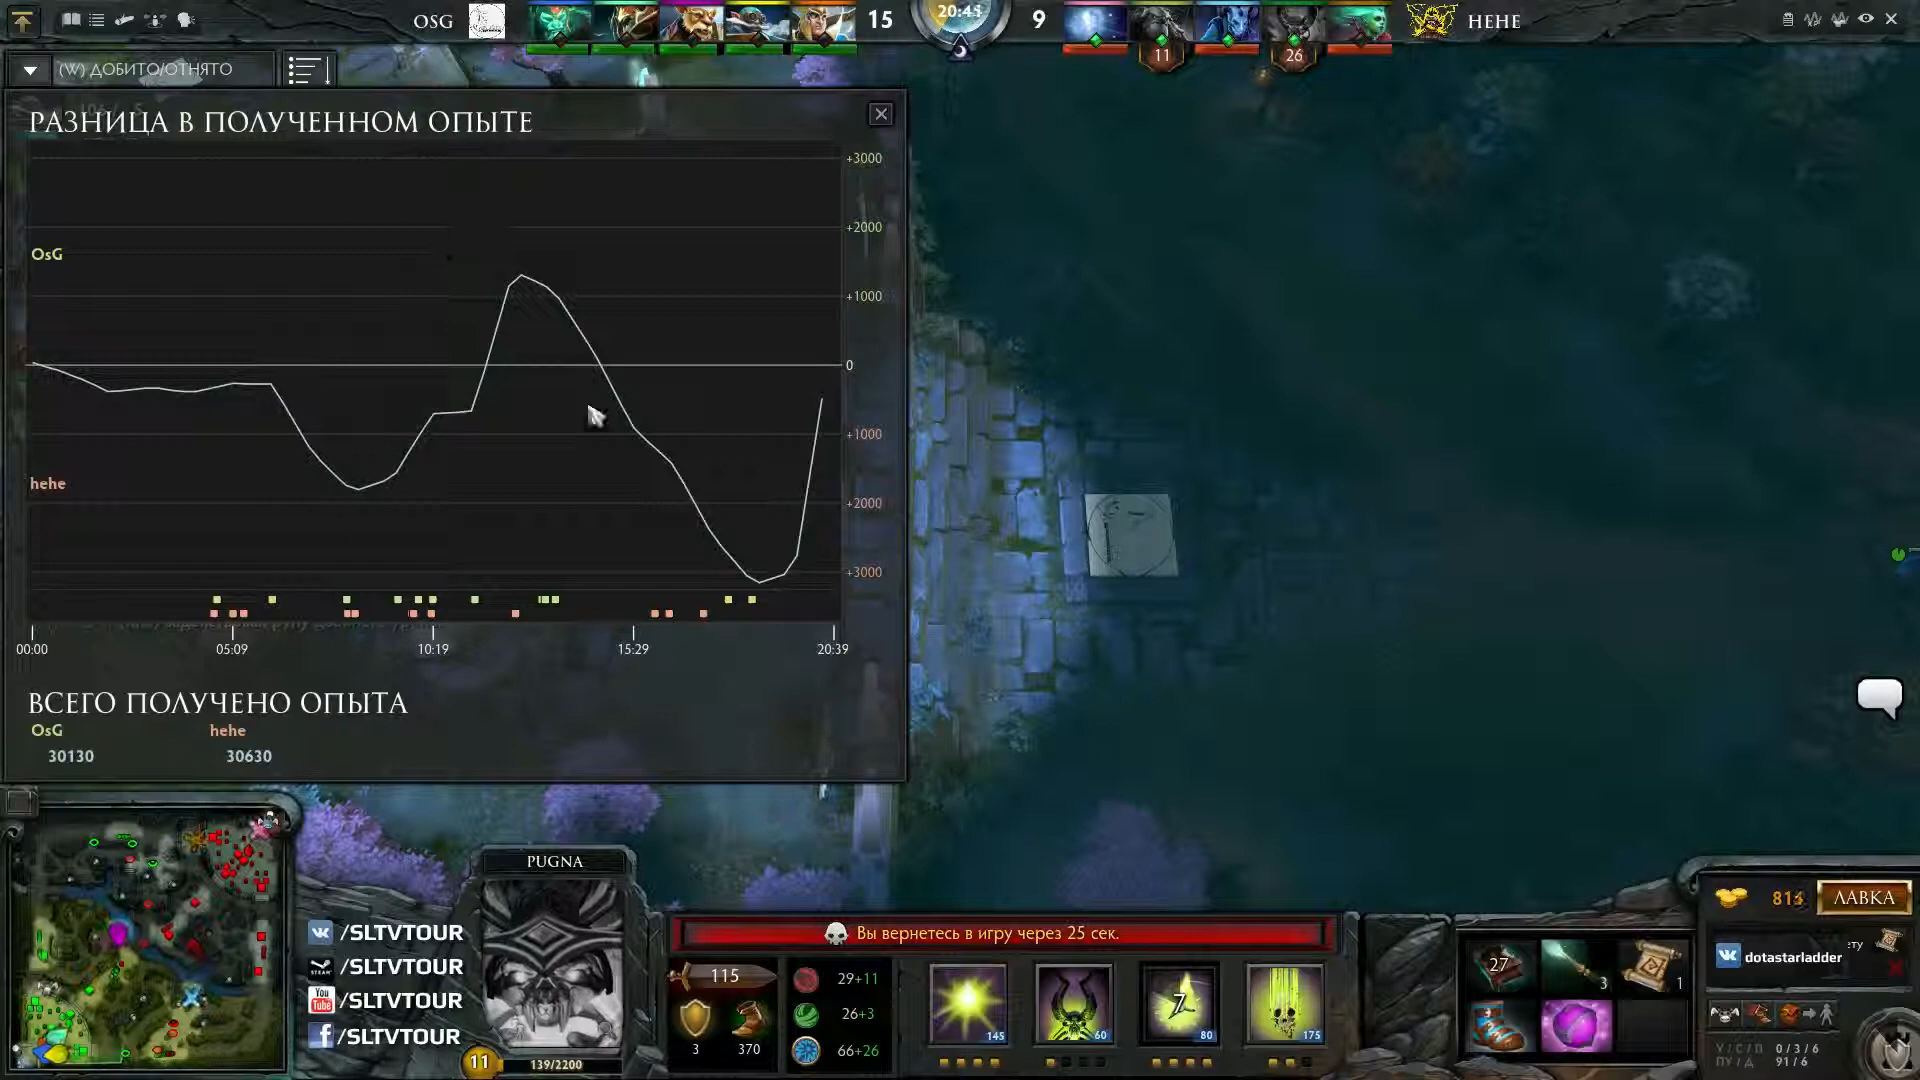 OSG
15
20:41
9
HEHE
11
26
(W) ДОБИТО/ОТНЯТО
РАЗНИЦА В ПОЛУЧЕННОМ ОПЫТЕ
+3000
+2000
OsG
+1000
0
+1000
hehe
+2000
+3000
00:00
05:09
10:19
15:29
20:39
ВСЕГО ПОЛУЧЕНО ОПЫТА
OsG
hehe
30130
30630
PUGNA
/SLTVTOUR
/SLTVTOUR
/SLTVTOUR
/SLTVTOUR
11
139/2200
Вы вернетесь в игру через 25 сек.
115
3
370
29+11
26+3
66+26
145
60
7
80
175
27
3
1
ЛАВКА
dotastarladder
У/С/П 0/3/6
ПУ/Д 91/6